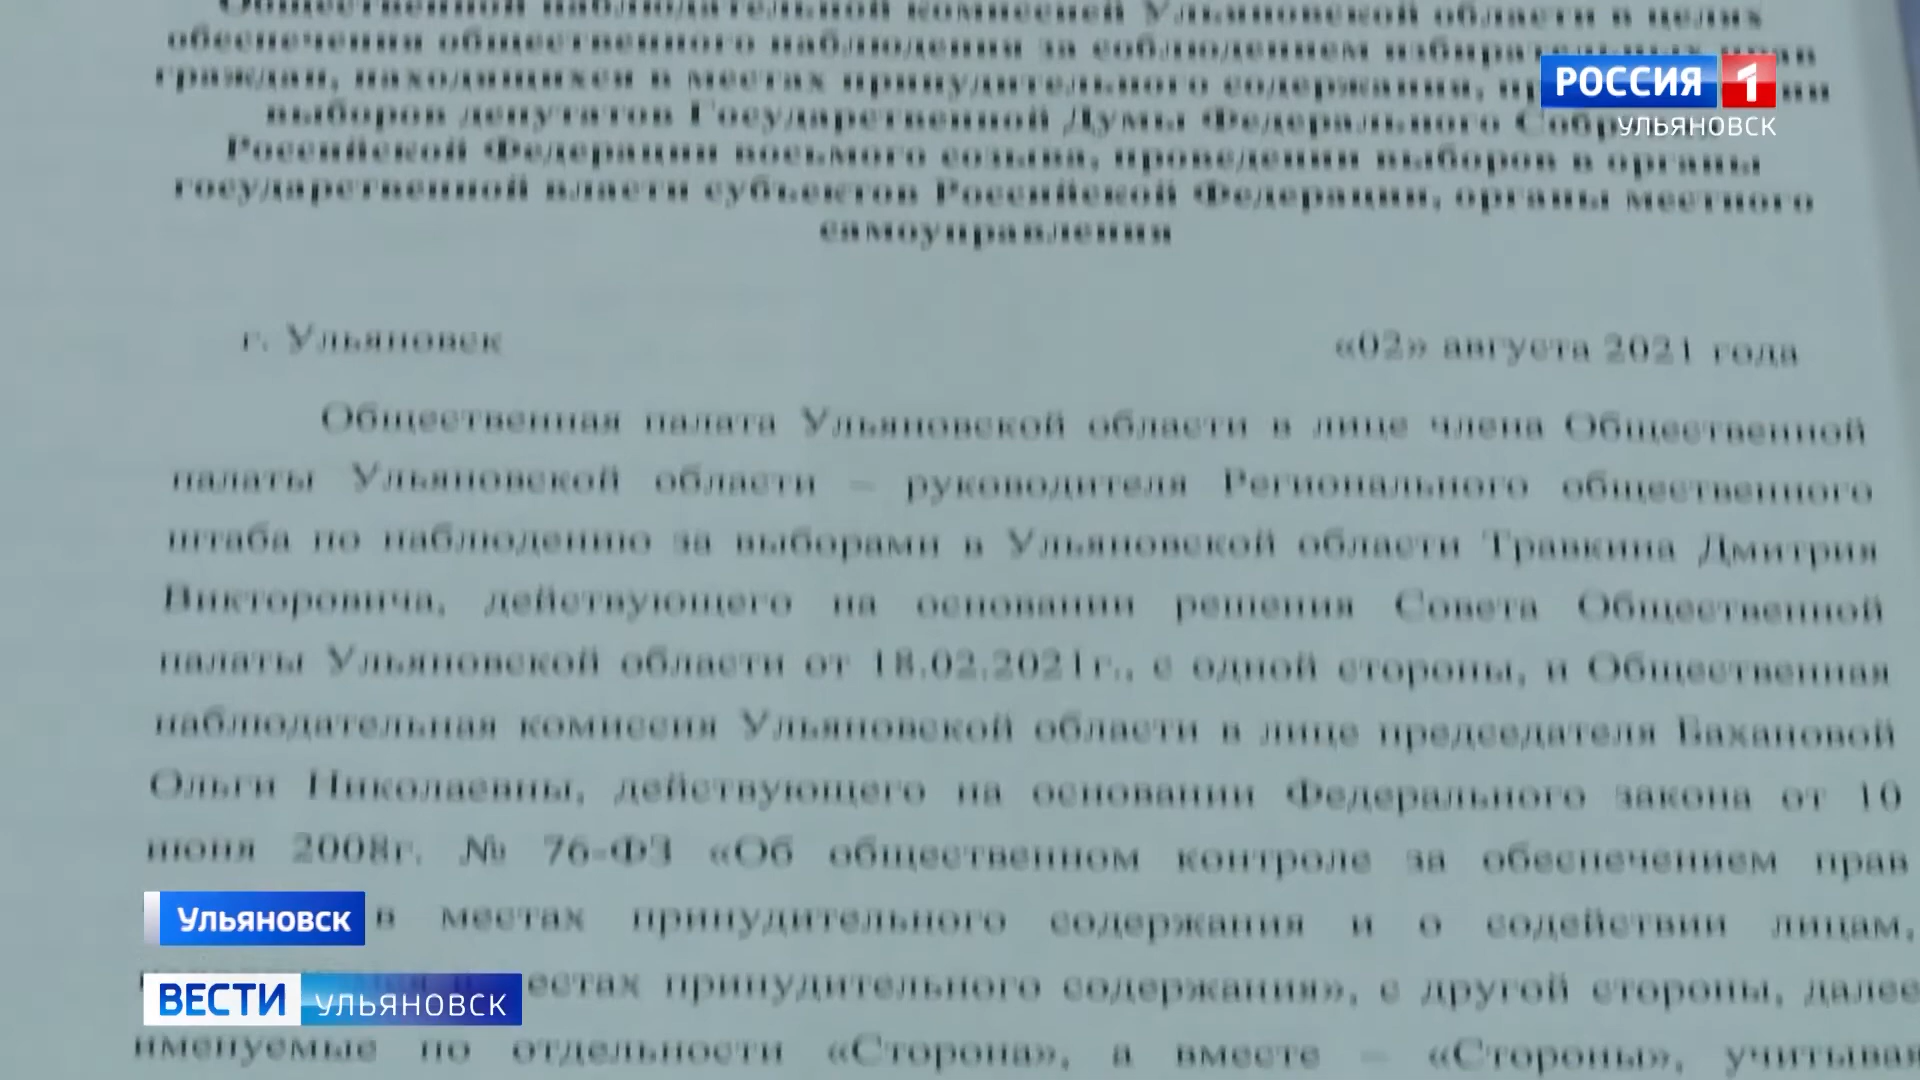 Общественной наблюдательной комиссией Ульяновской области в целях
обеспечения общественного наблюдения за соблюдением избирательных прав
граждан, находящихся в местах принудительного содержания,
выборов депутатов Государственной Думы Федерального
Российской Федерации восьмого созыва, проведении выборов в органы
государственной власти субъектов Российской Федерации, органы местного
самоуправления
РОССИЯ 1
УЛЬЯНОВСК
г. Ульяновск «02» августа 2021 года
Общественная палата Ульяновской области в лице члена Общественной
палаты Ульяновской области – руководителя Регионального общественного
штаба по наблюдению за выборами в Ульяновской области Травкина Дмитрия
Викторовича, действующего на основании решения Совета Общественной
палаты Ульяновской области от 18.02.2021г., с одной стороны, и Общественная
наблюдательная комиссия Ульяновской области в лице председателя Бахановой
Ольги Николаевны, действующего на основании Федерального закона от 10
июня 2008г. № 76-ФЗ «Об общественном контроле за обеспечением прав
в местах принудительного содержания и о содействии лицам,
местах принудительного содержания», с другой стороны, далее
именуемые по отдельности «Сторона», а вместе – «Стороны», учитывая
Ульяновск
ВЕСТИ УЛЬЯНОВСК